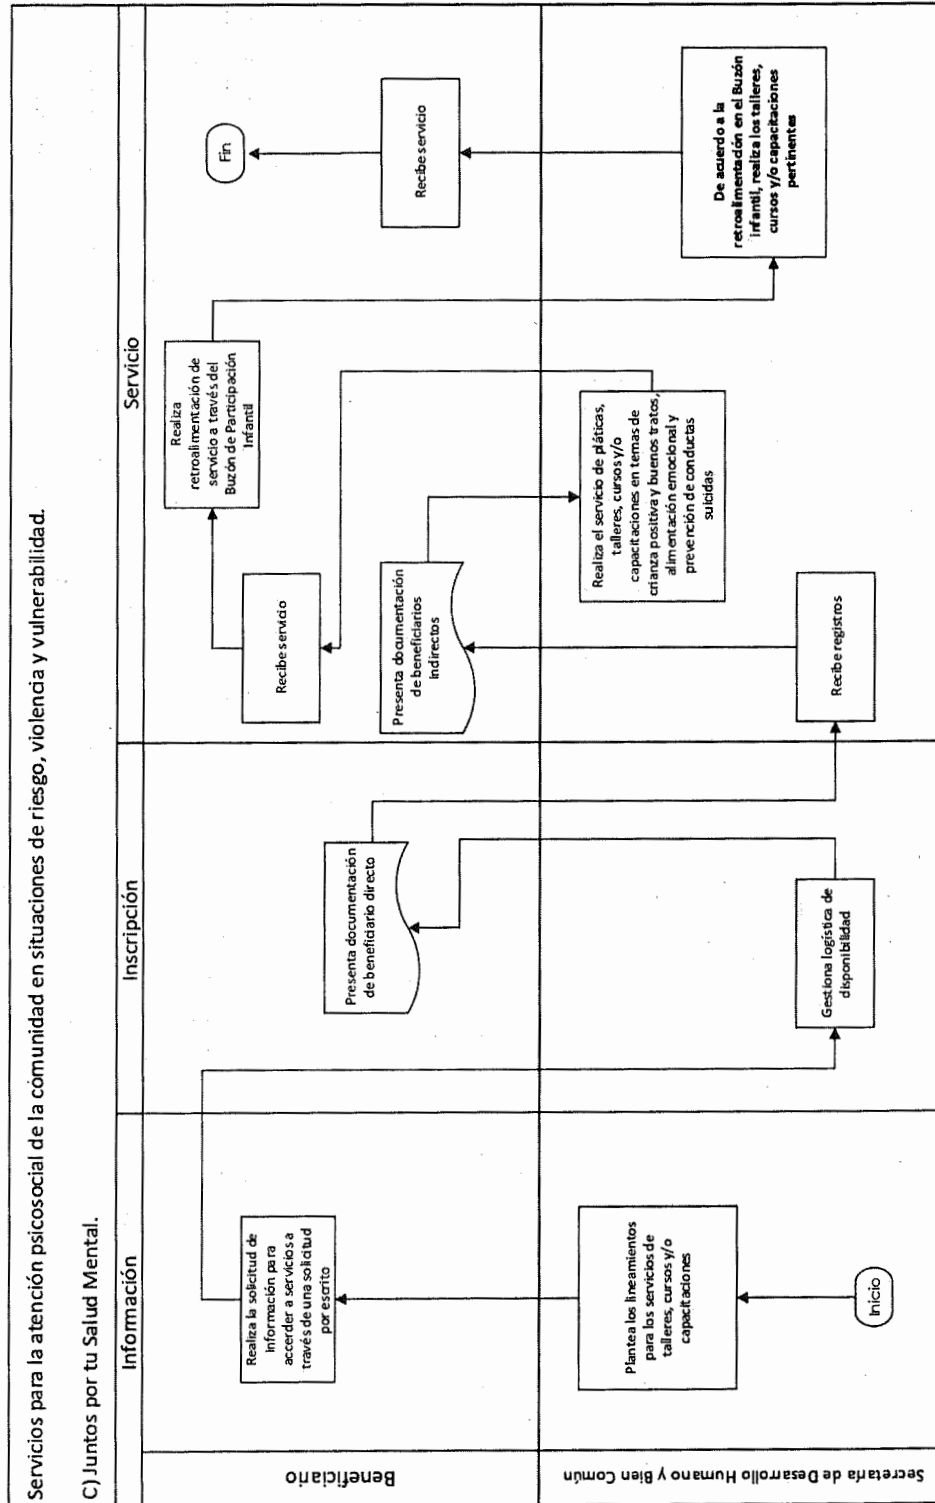 Servicios para la atención psicosocial de la comunidad en situaciones de riesgo, violencia y vulnerabilidad.
C) Juntos por tu Salud Mental.
Información
Inscripción
Servicio
Beneficiario
Secretaría de Desarrollo Humano y Bien Común
Inicio
Plantea los lineamientos
para los servicios de
talleres, cursos y/o
capacitaciones
Realiza la solicitud de
información para
accerder a servicios a
través de una solicitud
por escrito
Gestiona logística de
disponibilidad
Presenta documentación
de beneficiario directo
Recibe registros
Presenta documentación
de beneficiarios
indirectos
Realiza el servicio de pláticas,
talleres, cursos y/o
capacitaciones en temas de
crianza positiva y buenos tratos,
alimentación emocional y
prevención de conductas
suicidas
Recibe servicio
Realiza
retroalimentación de
servicio a través del
Buzón de Participación
Infantil
De acuerdo a la
retroalimentación en el Buzón
infantil, realiza los talleres,
cursos y/o capacitaciones
pertinentes
Recibe servicio
Fin